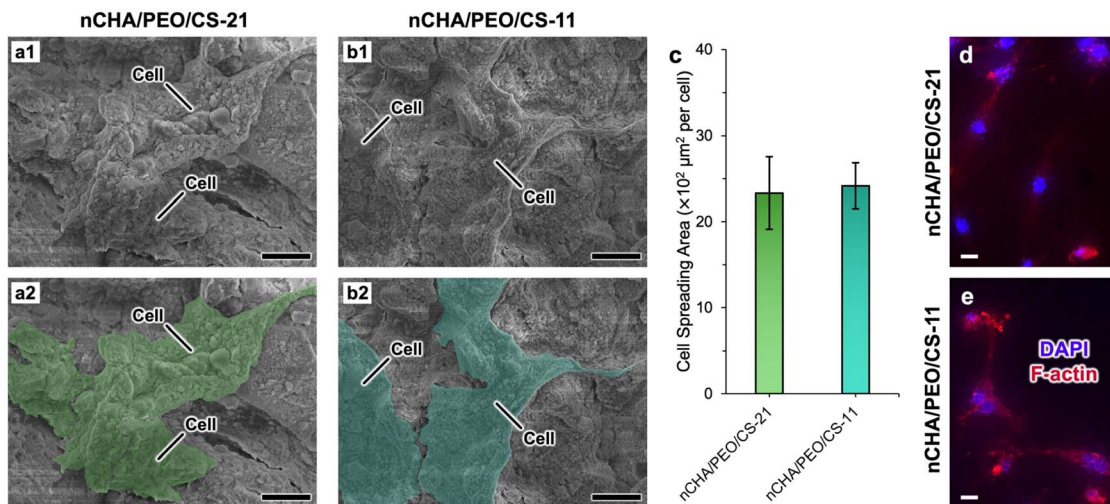 nCHA/PEO/CS-21
nCHA/PEO/CS-11
a1
Cell
Cell
b1
Cell
Cell
a2
Cell
Cell
b2
Cell
Cell
c
Cell Spreading Area (×10² µm² per cell)
40
30
20
10
0
nCHA/PEO/CS-21
nCHA/PEO/CS-11
nCHA/PEO/CS-21
d
nCHA/PEO/CS-11
e
DAPI
F-actin